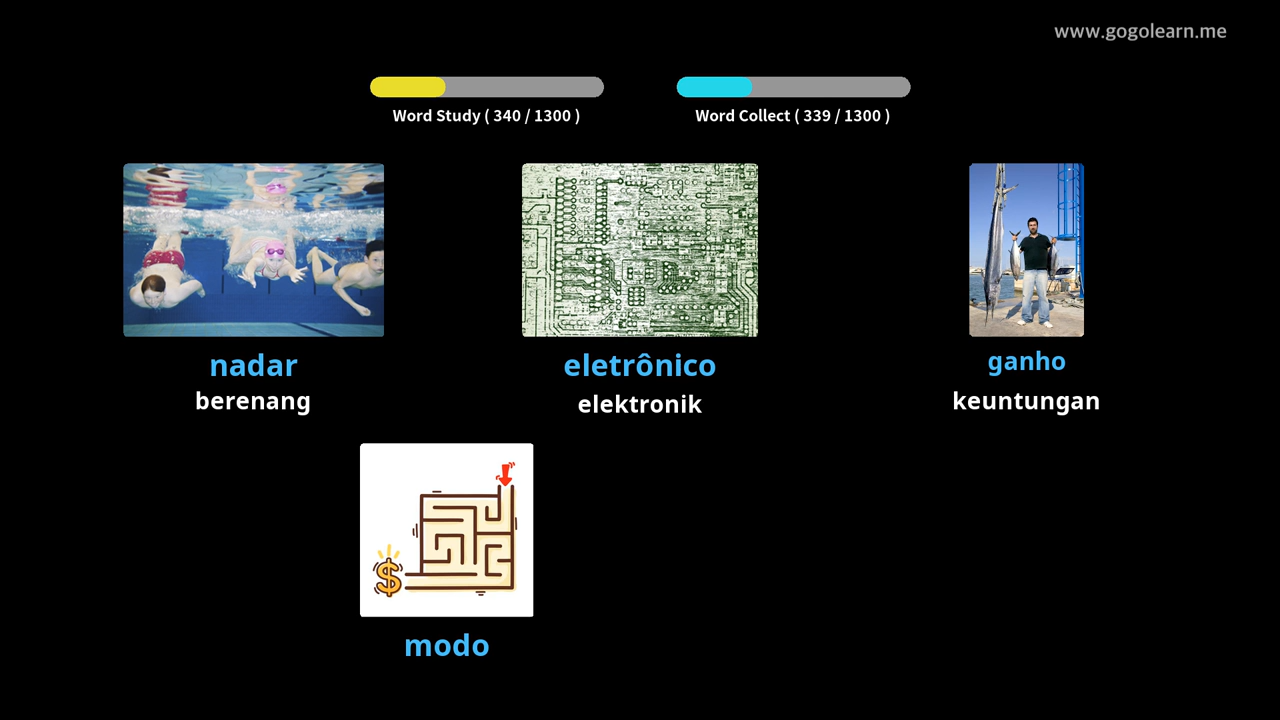 www.gogolearn.me
Word Study ( 340 / 1300 )
Word Collect ( 339 / 1300 )
nadar
berenang
eletrônico
elektronik
ganho
keuntungan
$
modo